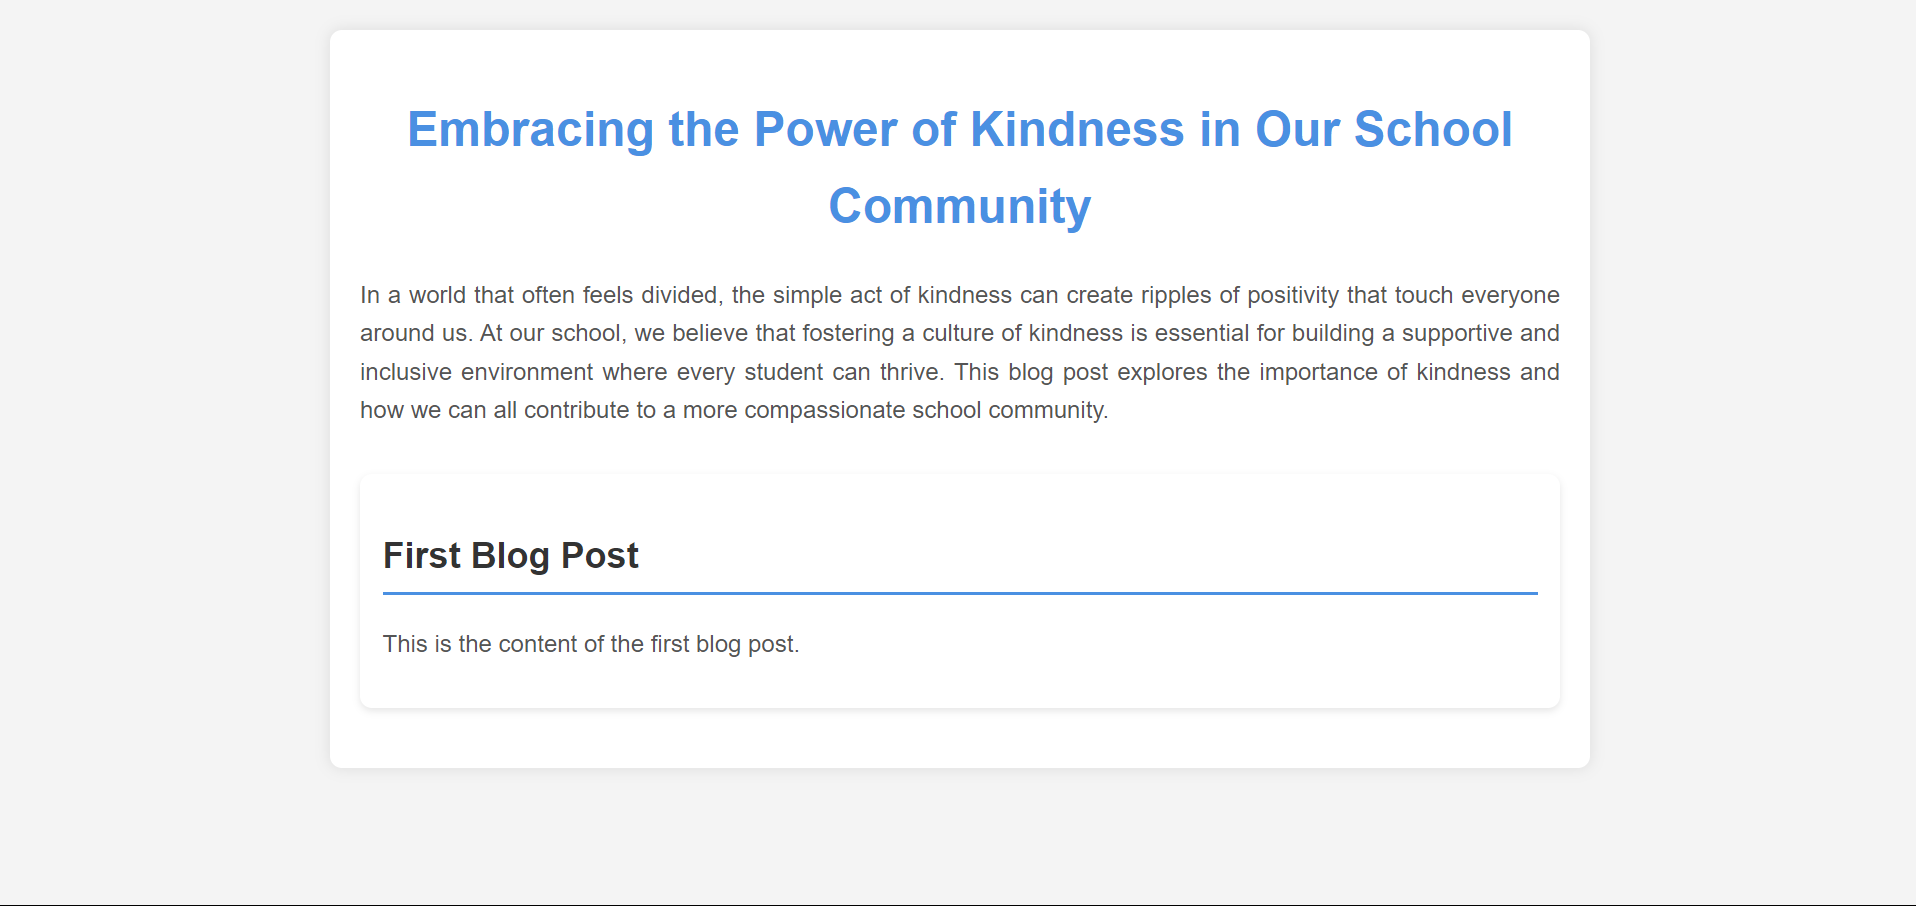 Embracing the Power of Kindness in Our School
Community
In a world that often feels divided, the simple act of kindness can create ripples of positivity that touch everyone
around us. At our school, we believe that fostering a culture of kindness is essential for building a supportive and
inclusive environment where every student can thrive. This blog post explores the importance of kindness and
how we can all contribute to a more compassionate school community.
First Blog Post
This is the content of the first blog post.